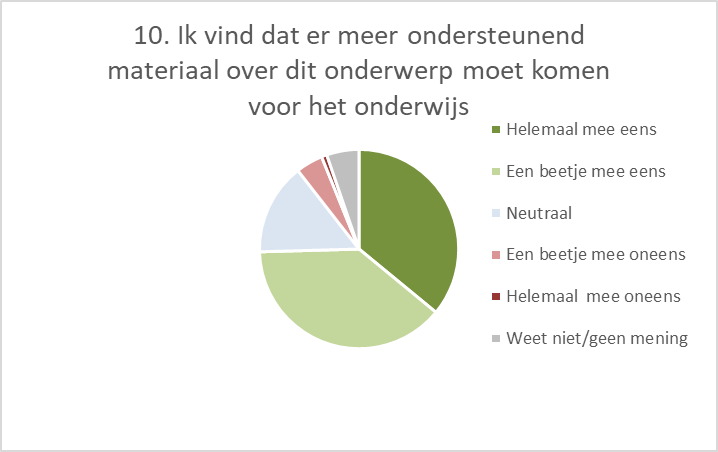 10. Ik vind dat er meer ondersteunend
materiaal over dit onderwerp moet komen
voor het onderwijs
Helemaal mee eens
Een beetje mee eens
Neutraal
Een beetje mee oneens
Helemaal mee oneens
Weet niet/geen mening